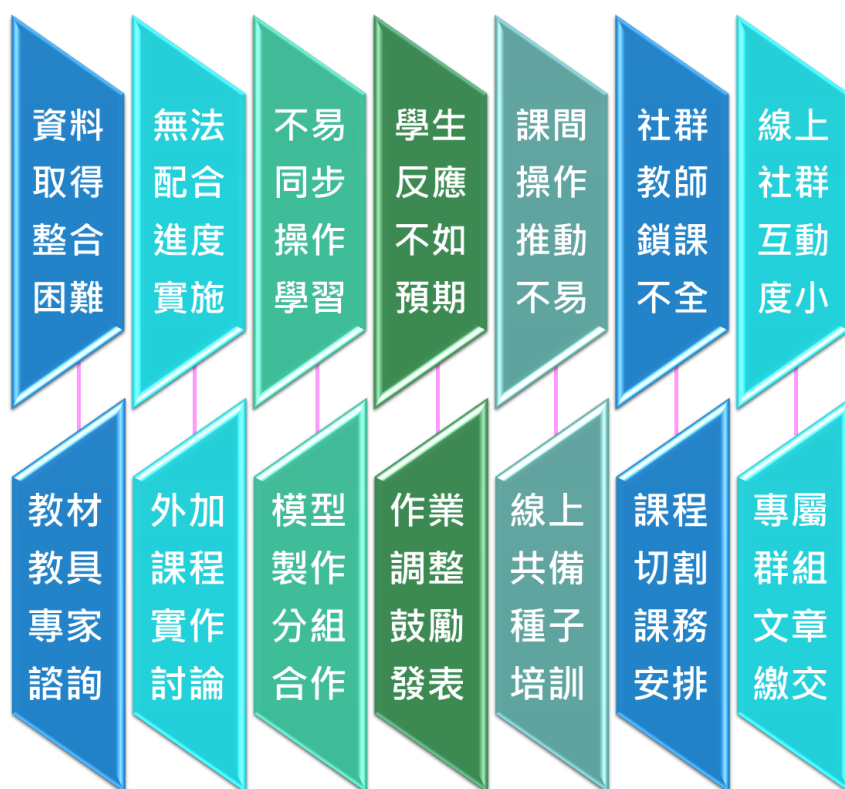 資料
取得
整合
困難
無法
配合
進度
實施
不易
同步
操作
學習
學生
反應
不如
預期
課間
操作
推動
不易
社群
教師
鎖課
不全
線上
社群
互動
度小
教材
教具
專家
諮詢
外加
課程
實作
討論
模型
製作
分組
合作
作業
調整
鼓勵
發表
線上
共備
種子
培訓
課程
切割
課務
安排
專屬
群組
文章
繳交